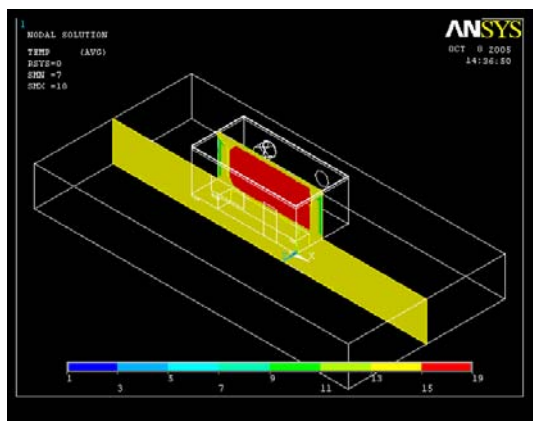 1
ANSYS
NODAL SOLUTION
OCT 8 2005
TEMP (AVG)
14:36:50
RSYS=0
SMN =7
SMX =18
X
1 3 5 7 9 11 13 15 19